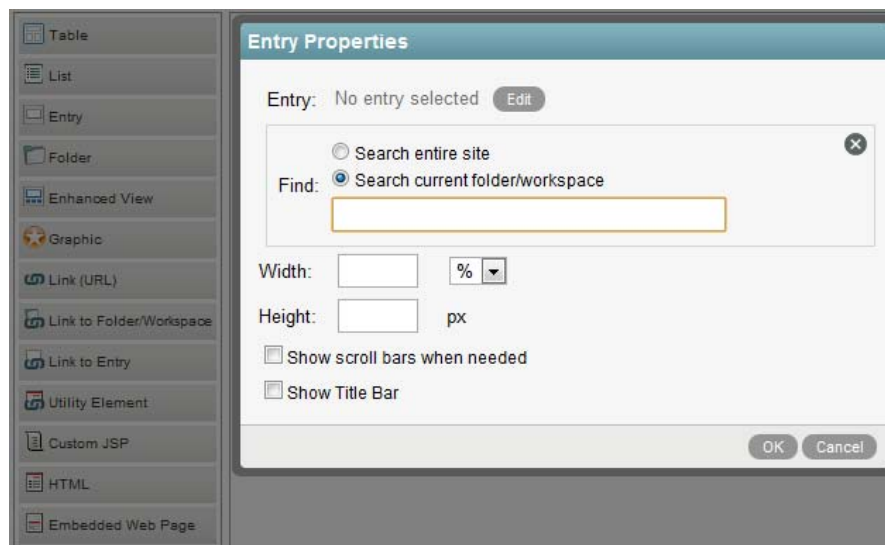 Table
List
Entry
Folder
Enhanced View
Graphic
Link (URL)
Link to Folder/Workspace
Link to Entry
Utility Element
Custom JSP
HTML
Embedded Web Page
Entry Properties
Entry: No entry selected Edit
Search entire site
Find: Search current folder/workspace
Width: %
Height: px
Show scroll bars when needed
Show Title Bar
OK Cancel